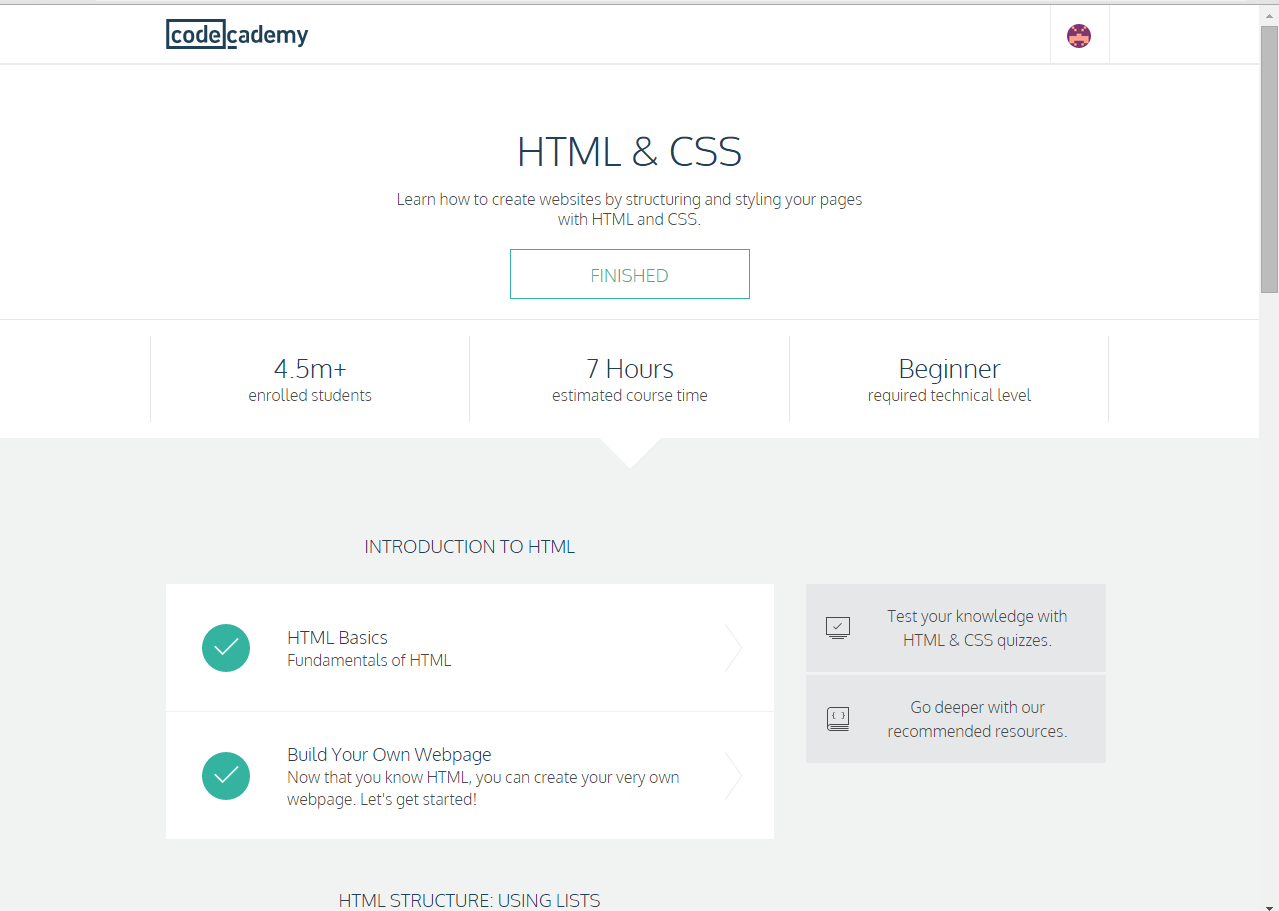 codecademy
HTML & CSS
Learn how to create websites by structuring and styling your pages
with HTML and CSS.
FINISHED
4.5m+
enrolled students
7 Hours
estimated course time
Beginner
required technical level
INTRODUCTION TO HTML
HTML Basics
Fundamentals of HTML
Build Your Own Webpage
Now that you know HTML, you can create your very own
webpage. Let's get started!
Test your knowledge with
HTML & CSS quizzes.
Go deeper with our
recommended resources.
HTML STRUCTURE: USING LISTS